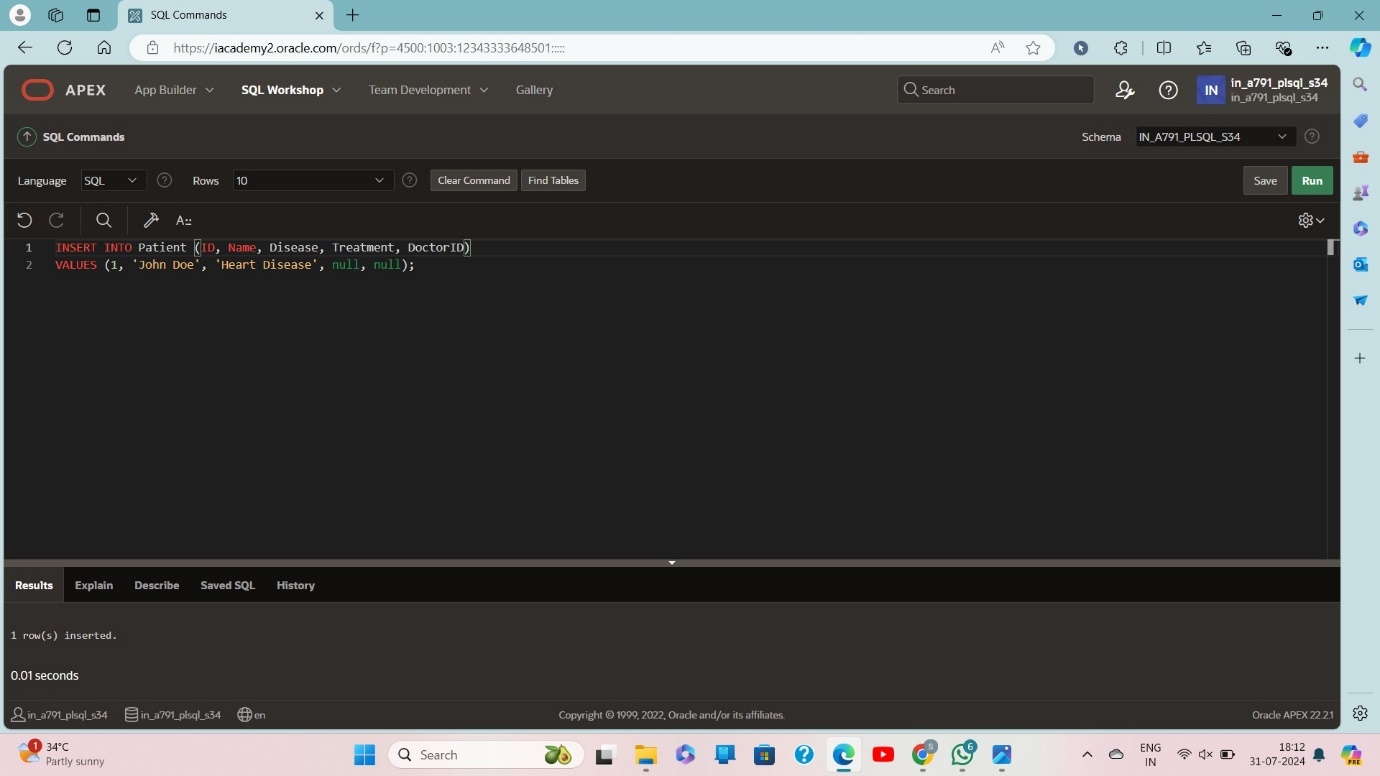 SQL Commands
https://iacademy2.oracle.com/ords/f?p=4500:1003:12343333648501:::::
APEX App Builder SQL Workshop Team Development Gallery Search IN in_a791_plsql_s34
in_a791_plsql_s34
SQL Commands Schema IN_A791_PLSQL_S34
Language SQL Rows 10 Clear Command Find Tables Save Run
A::
1 INSERT INTO Patient (ID, Name, Disease, Treatment, DoctorID)
2 VALUES (1, 'John Doe', 'Heart Disease', null, null);
Results Explain Describe Saved SQL History
1 row(s) inserted.
0.01 seconds
in_a791_plsql_s34 in_a791_plsql_s34 en Copyright © 1999, 2022, Oracle and/or its affiliates. Oracle APEX 22.2.1
1 34°C
Partly sunny
Search
S 6
ENG
IN
18:12
31-07-2024
PRE